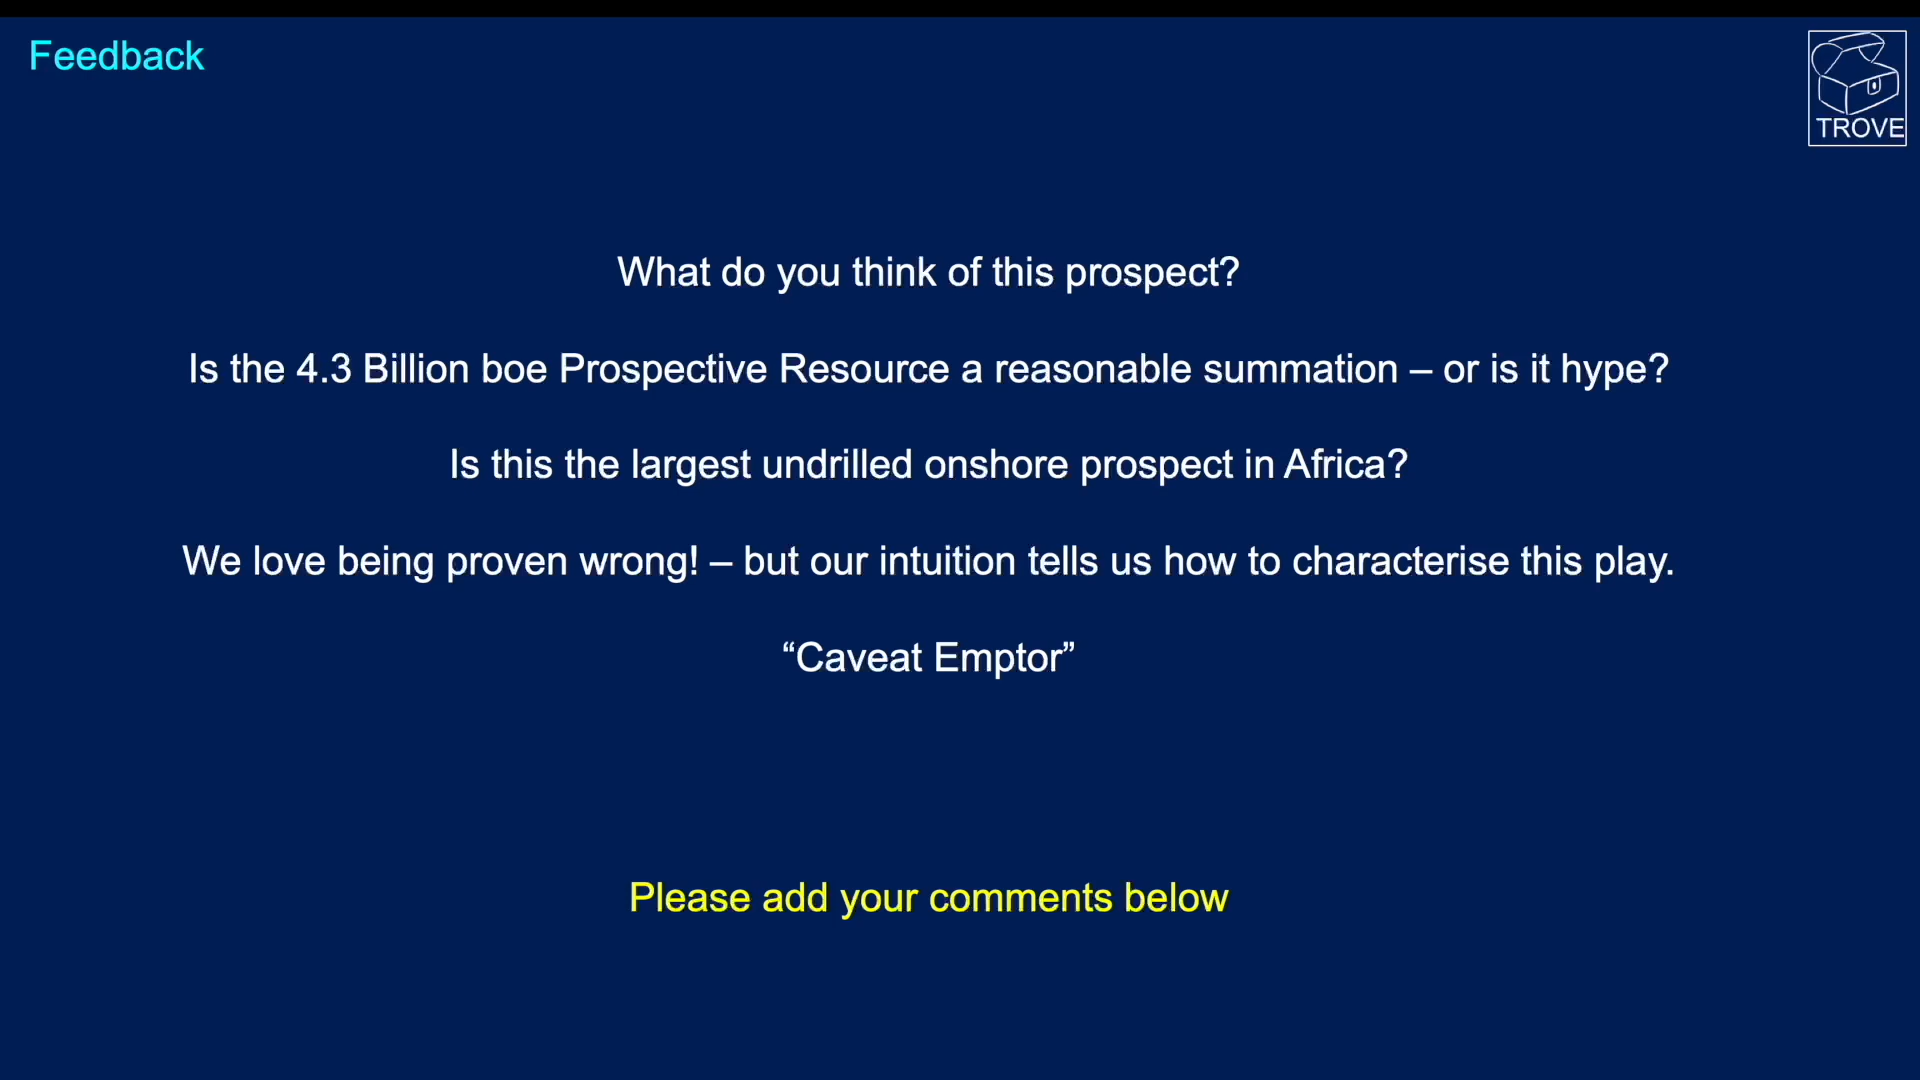 Feedback
TROVE
What do you think of this prospect?
Is the 4.3 Billion boe Prospective Resource a reasonable summation – or is it hype?
Is this the largest undrilled onshore prospect in Africa?
We love being proven wrong! – but our intuition tells us how to characterise this play.
“Caveat Emptor”
Please add your comments below